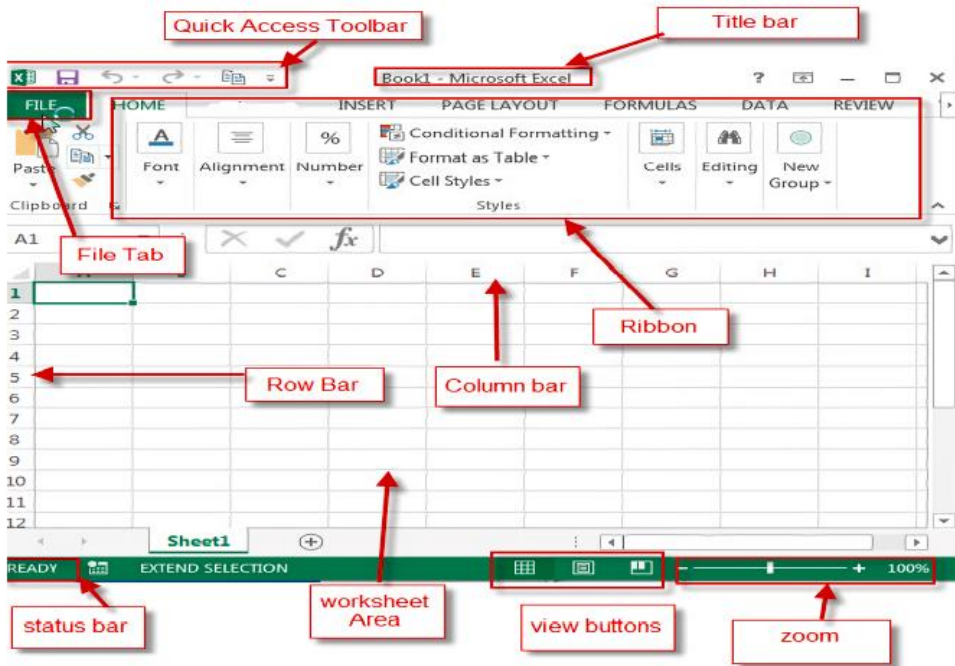 Quick Access Toolbar
Title bar
Book1 - Microsoft Excel
?
FILE HOME INSERT PAGE LAYOUT FORMULAS DATA REVIEW
A
%
Conditional Formatting
Paste
Font Alignment Number
Format as Table
Cells Editing New
Group
Cell Styles
Clipboard
Styles
A1
fx
File Tab
C D E F G H I
1
2
Ribbon
3
4
5
Row Bar
Column bar
6
7
8
9
10
11
12
Sheet1
READY EXTEND SELECTION
- + 100%
status bar
worksheet
Area
view buttons
zoom